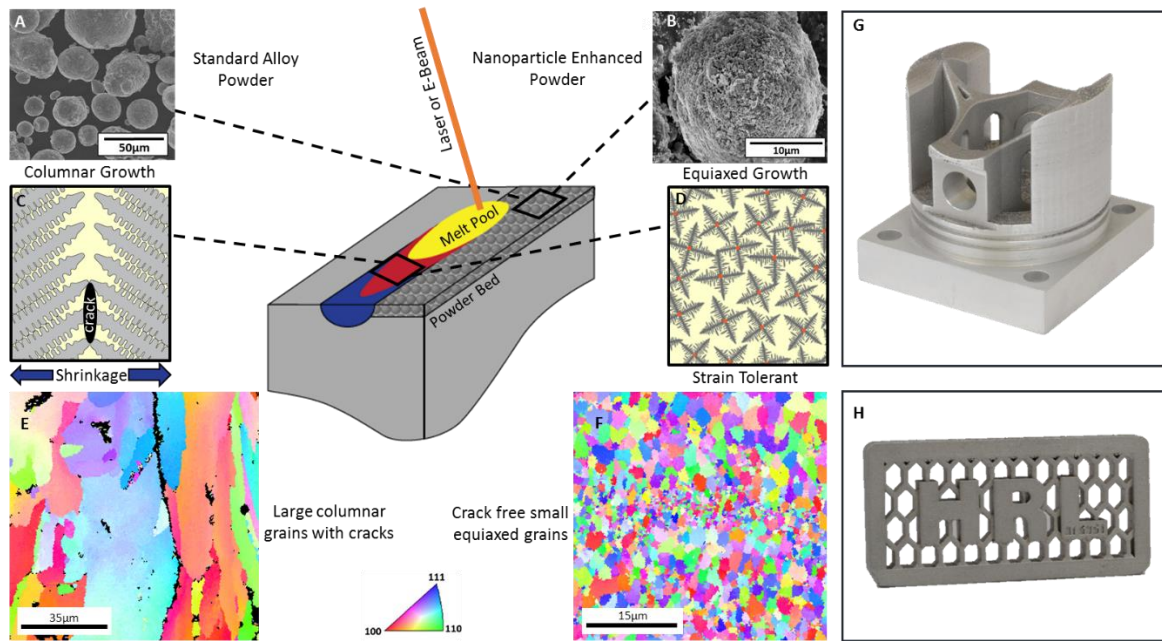 A
50µm
Standard Alloy
Powder
Laser or E-Beam
Nanoparticle Enhanced
Powder
B
10µm
G
Columnar Growth
Equiaxed Growth
C
crack
Shrinkage
Melt Pool
Powder Bed
D
Strain Tolerant
E
35µm
Large columnar
grains with cracks
Crack free small
equiaxed grains
111
100
110
F
15µm
H
HRL